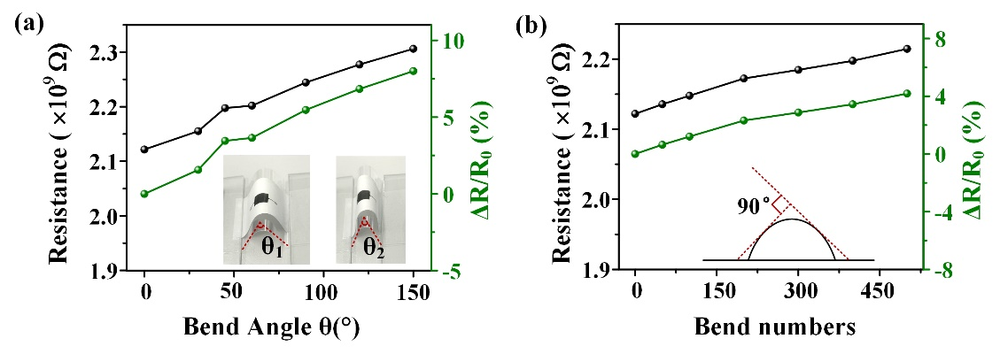 (a)
Resistance ( ×10⁹ Ω)
2.3
2.2
2.1
2.0
1.9
10
5
0
-5
ΔR/R₀ (%)
θ₁
θ₂
0 50 100 150
Bend Angle θ(°)
(b)
Resistance ( ×10⁹ Ω)
2.2
2.1
2.0
1.9
8
4
0
-4
-8
ΔR/R₀ (%)
90°
0 150 300 450
Bend numbers